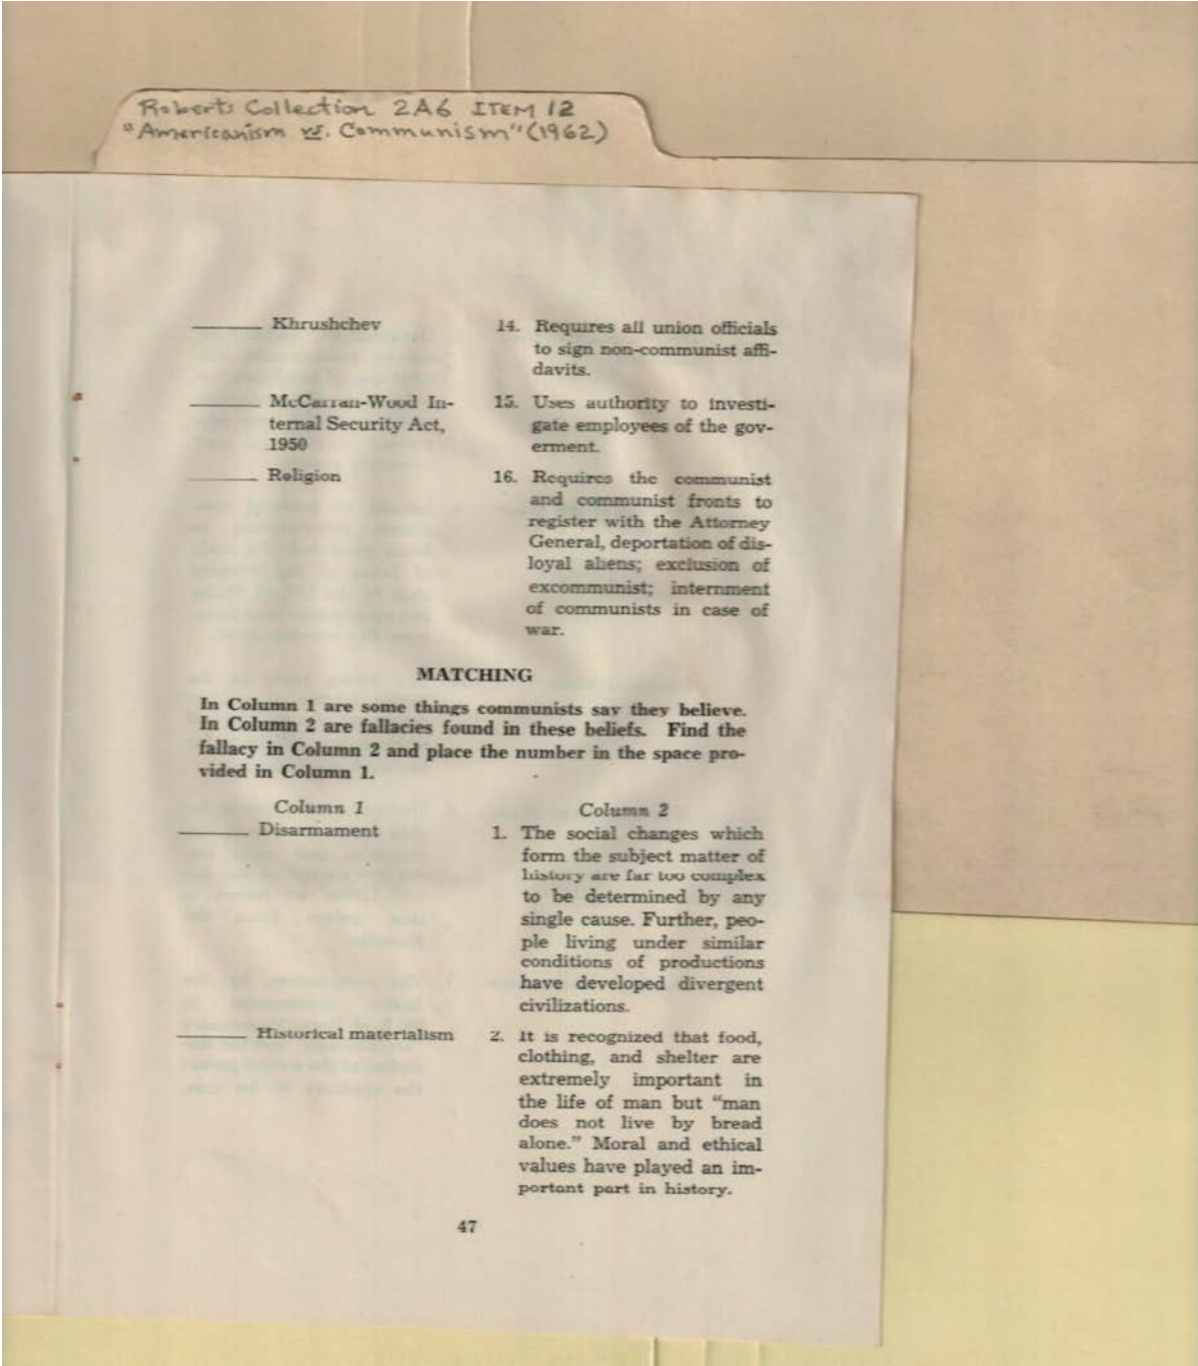 Roberts Collection 2A6 ITEM 12
"Americanism vs. Communism" (1962)
______ Khrushchev
14. Requires all union officials
to sign non-communist affi-
davits.
______ McCarran-Wood In-
ternal Security Act,
1950
15. Uses authority to investi-
gate employees of the gov-
erment.
______ Religion
16. Requires the communist
and communist fronts to
register with the Attorney
General, deportation of dis-
loyal aliens; exclusion of
excommunist; internment
of communists in case of
war.
MATCHING
In Column 1 are some things communists say they believe.
In Column 2 are fallacies found in these beliefs. Find the
fallacy in Column 2 and place the number in the space pro-
vided in Column 1.
Column 1
______ Disarmament
______ Historical materialism
Column 2
1. The social changes which
form the subject matter of
history are far too complex
to be determined by any
single cause. Further, peo-
ple living under similar
conditions of productions
have developed divergent
civilizations.
2. It is recognized that food,
clothing, and shelter are
extremely important in
the life of man but "man
does not live by bread
alone." Moral and ethical
values have played an im-
portant part in history.
47